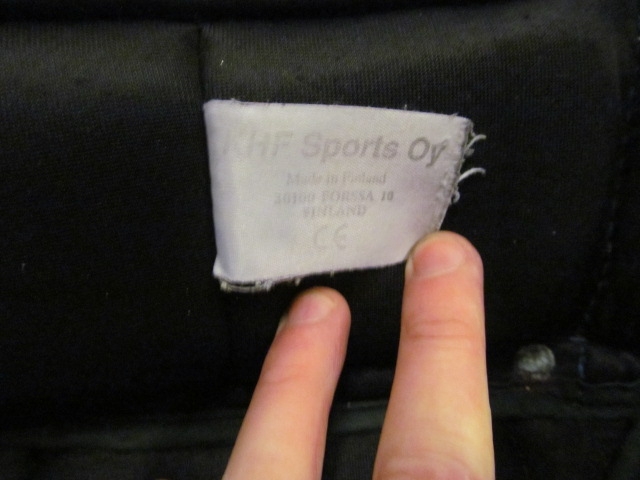 KHF Sports Oy
Made in Finland
30100 FORSSA 10
FINLAND
CE